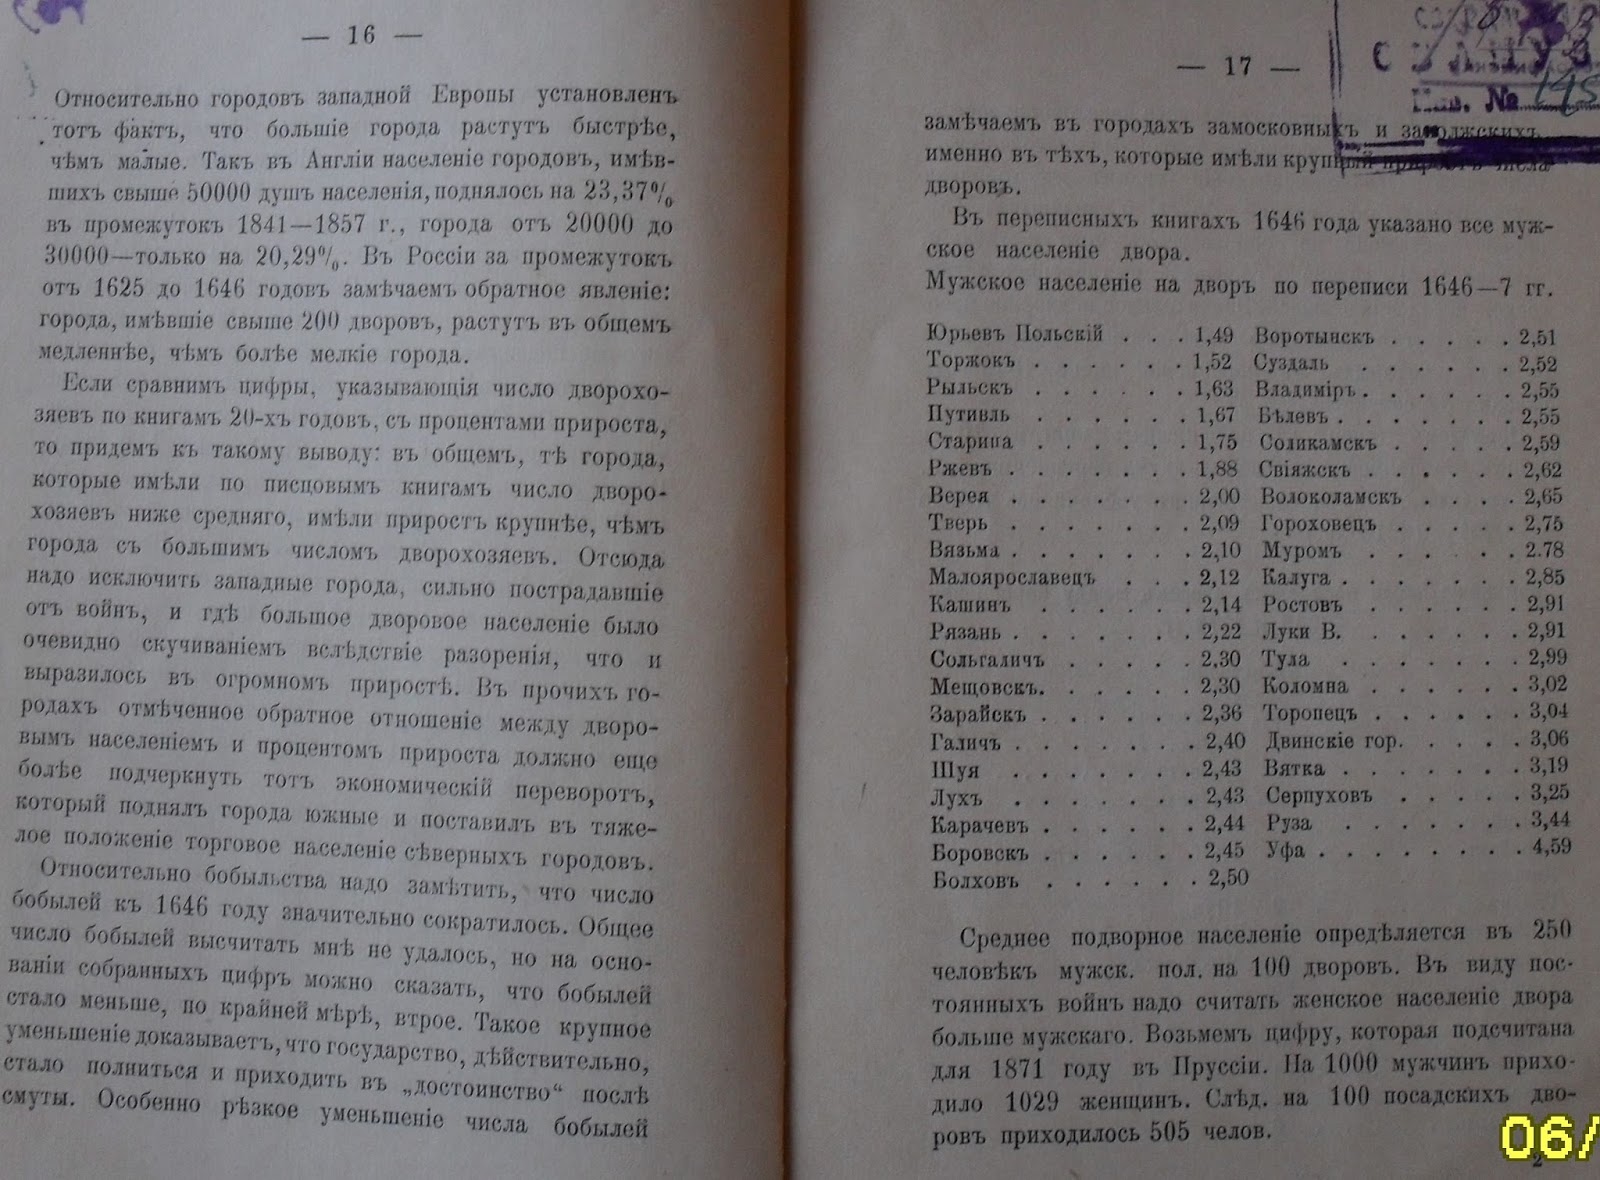 — 16 —
Относительно городовъ западной Европы установленъ
тотъ фактъ, что большіе города растутъ быстрѣе,
чѣмъ малые. Такъ въ Англіи населеніе городовъ, имѣв-
шихъ свыше 50000 душъ населенія, поднялось на 23,37%
въ промежутокъ 1841—1857 г., города отъ 20000 до
30000—только на 20,29%. Въ Россіи за промежутокъ
отъ 1625 до 1646 годовъ замѣчаемъ обратное явленіе:
города, имѣвшіе свыше 200 дворовъ, растутъ въ общемъ
медленнѣе, чѣмъ болѣе мелкіе города.
Если сравнимъ цифры, указывающія число дворохо-
зяевъ по книгамъ 20-хъ годовъ, съ процентами прироста,
то придемъ къ такому выводу: въ общемъ, тѣ города,
которые имѣли по писцовымъ книгамъ число дворо-
хозяевъ ниже средняго, имѣли приростъ крупнѣе, чѣмъ
города съ большимъ числомъ дворохозяевъ. Отсюда
надо исключить западные города, сильно пострадавшіе
отъ войнъ, и гдѣ большое дворовое населеніе было
очевидно скучиваніемъ вслѣдствіе разоренія, что и
выразилось въ огромномъ приростѣ. Въ прочихъ го-
родахъ отмѣченное обратное отношеніе между дворо-
вымъ населеніемъ и процентомъ прироста должно еще
болѣе подчеркнуть тотъ экономическій переворотъ,
который поднялъ города южные и поставилъ въ тяже-
лое положеніе торговое населеніе сѣверныхъ городовъ.
Относительно бобыльства надо замѣтить, что число
бобылей къ 1646 году значительно сократилось. Общее
число бобылей высчитать мнѣ не удалось, но на осно-
ваніи собранныхъ цифръ можно сказать, что бобылей
стало меньше, по крайней мѣрѣ, втрое. Такое крупное
уменьшеніе доказываетъ, что государство, дѣйствительно,
стало полниться и приходить въ „достоинство“ послѣ
смуты. Особенно рѣзкое уменьшеніе числа бобылей
— 17 —
Инв. №
замѣчаемъ въ городахъ замосковныхъ и заволжскихъ,
именно въ тѣхъ, которые имѣли крупный приростъ числа
дворовъ.
Въ переписныхъ книгахъ 1646 года указано все муж-
ское населеніе двора.
Мужское населеніе на дворъ по переписи 1646—7 гг.
Юрьевъ Польскій . . . 1,49 Воротынскъ . . . . . 2,51
Торжокъ . . . . . . 1,52 Суздаль . . . . . . 2,52
Рыльскъ . . . . . . 1,63 Владиміръ . . . . . . 2,55
Путивль . . . . . . 1,67 Бѣлевъ . . . . . . . 2,55
Старица . . . . . . 1,75 Соликамскъ . . . . . 2,59
Ржевъ . . . . . . . 1,88 Свіяжскъ . . . . . . 2,62
Верея . . . . . . . 2,00 Волоколамскъ . . . . 2,65
Тверь . . . . . . . 2,09 Гороховецъ . . . . . 2,75
Вязьма . . . . . . . 2,10 Муромъ . . . . . . 2.78
Малоярославецъ . . . 2,12 Калуга . . . . . . . 2,85
Кашинъ . . . . . . 2,14 Ростовъ . . . . . . 2,91
Рязань . . . . . . . 2,22 Луки В. . . . . . . 2,91
Сольгаличъ . . . . . 2,30 Тула . . . . . . . 2,99
Мещовскъ. . . . . . 2,30 Коломна . . . . . . 3,02
Зарайскъ . . . . . . 2,36 Торопецъ . . . . . . 3,04
Галичъ . . . . . . . 2,40 Двинскіе гор. . . . . 3,06
Шуя . . . . . . . 2,43 Вятка . . . . . . . 3,19
Лухъ . . . . . . . 2,43 Серпуховъ . . . . . 3,25
Карачевъ . . . . . . 2,44 Руза . . . . . . . 3,44
Боровскъ . . . . . . 2,45 Уфа . . . . . . . . 4,59
Болховъ . . . . . . 2,50
Среднее подворное населеніе опредѣляется въ 250
человѣкъ мужск. пол. на 100 дворовъ. Въ виду пос-
тоянныхъ войнъ надо считать женское населеніе двора
больше мужскаго. Возьмемъ цифру, которая подсчитана
для 1871 году въ Пруссіи. На 1000 мужчинъ прихо-
дило 1029 женщинъ. Слѣд. на 100 посадскихъ дво-
ровъ приходилось 505 челов.
2
06/